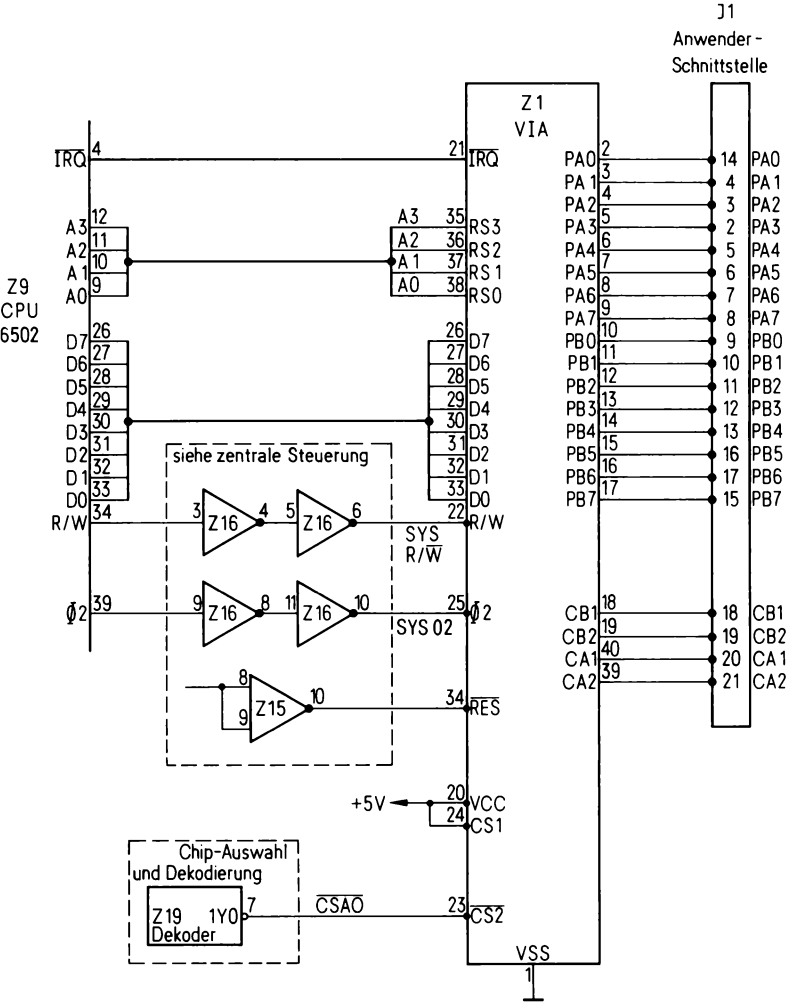 J1
Anwender-
Schnittstelle
Z1
VIA
Z9
CPU
6502
IRQ 4 21 IRQ PA0 2 14 PA0
PA1 3 4 PA1
PA2 4 3 PA2
A3 12 A3 35 RS3 PA3 5 2 PA3
A2 11 A2 36 RS2 PA4 6 5 PA4
A1 10 A1 37 RS1 PA5 7 6 PA5
A0 9 A0 38 RS0 PA6 8 7 PA6
PA7 9 8 PA7
D7 26 26 D7 PB0 10 9 PB0
D6 27 27 D6 PB1 11 10 PB1
D5 28 28 D5 PB2 12 11 PB2
D4 29 29 D4 PB3 13 12 PB3
D3 30 30 D3 PB4 14 13 PB4
D2 31 31 D2 PB5 15 16 PB5
D1 32 32 D1 PB6 16 17 PB6
D0 33 33 D0 PB7 17 15 PB7
siehe zentrale Steuerung
R/W 34 3 Z16 4 5 Z16 6 22 R/W
SYS
R/W
Φ2 39 9 Z16 8 11 Z16 10 25 Φ2
SYS 02
CB1 18 18 CB1
CB2 19 19 CB2
CA1 40 20 CA1
CA2 39 21 CA2
8 9 Z15 10 34 RES
+5V 20 VCC
24 CS1
Chip-Auswahl
und Dekodierung
Z19 1Y0 7 CSAO 23 CS2
Dekoder
VSS
1